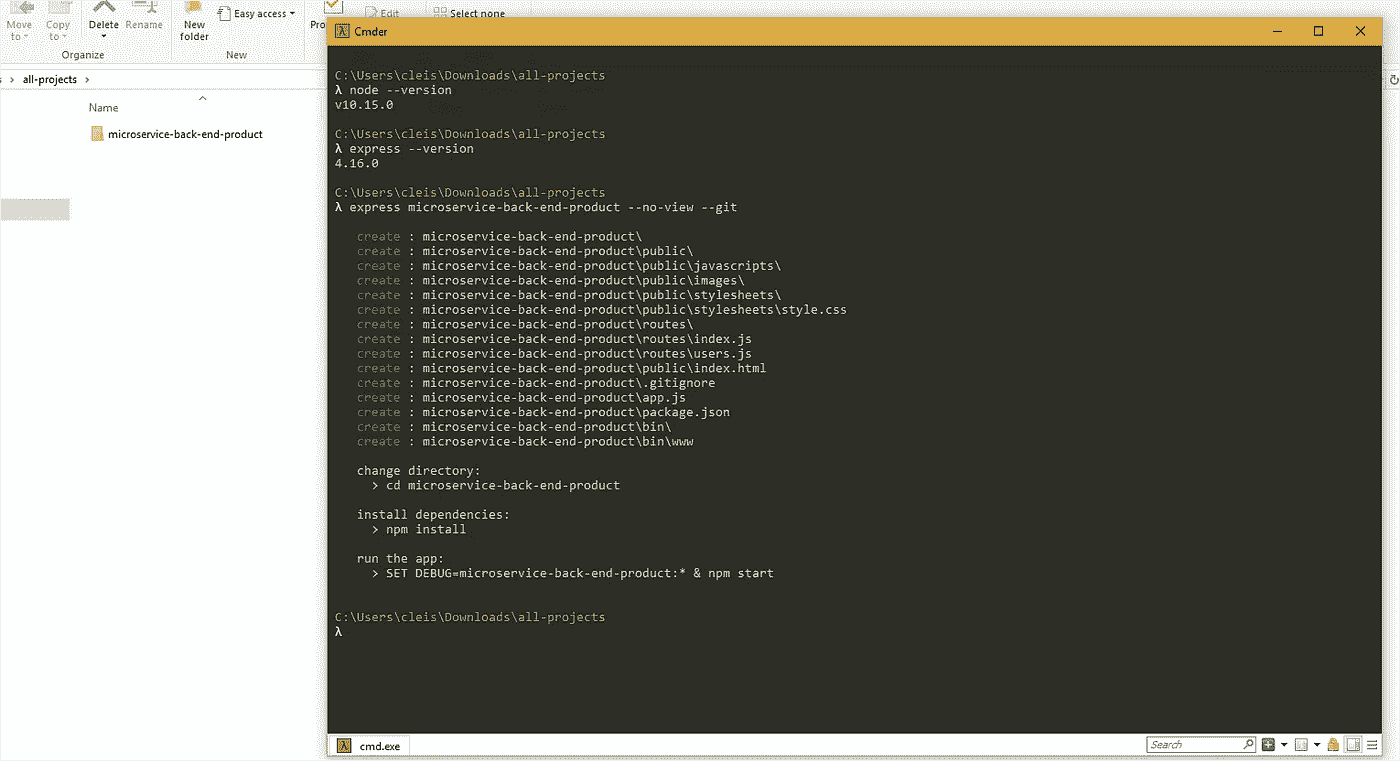 Move to
Copy to
Delete
Rename
New folder
Easy access
Edit
Select none
Organize
New
all-projects
Name
microservice-back-end-product
Cmder
C:\Users\cleis\Downloads\all-projects
λ node --version
v10.15.0
C:\Users\cleis\Downloads\all-projects
λ express --version
4.16.0
C:\Users\cleis\Downloads\all-projects
λ express microservice-back-end-product --no-view --git
create : microservice-back-end-product\
create : microservice-back-end-product\public\
create : microservice-back-end-product\public\javascripts\
create : microservice-back-end-product\public\images\
create : microservice-back-end-product\public\stylesheets\
create : microservice-back-end-product\public\stylesheets\style.css
create : microservice-back-end-product\routes\
create : microservice-back-end-product\routes\index.js
create : microservice-back-end-product\routes\users.js
create : microservice-back-end-product\public\index.html
create : microservice-back-end-product\.gitignore
create : microservice-back-end-product\app.js
create : microservice-back-end-product\package.json
create : microservice-back-end-product\bin\
create : microservice-back-end-product\bin\www
change directory:
> cd microservice-back-end-product
install dependencies:
> npm install
run the app:
> SET DEBUG=microservice-back-end-product:* & npm start
C:\Users\cleis\Downloads\all-projects
λ
cmd.exe
Search